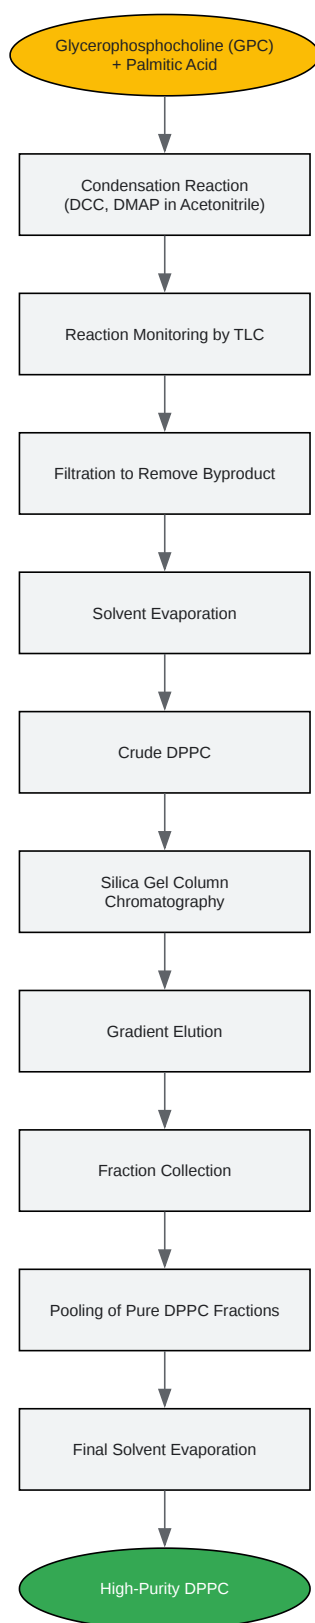 Glycerophosphocholine (GPC)
+ Palmitic Acid
Condensation Reaction
(DCC, DMAP in Acetonitrile)
Reaction Monitoring by TLC
Filtration to Remove Byproduct
Solvent Evaporation
Crude DPPC
Silica Gel Column
Chromatography
Gradient Elution
Fraction Collection
Pooling of Pure DPPC Fractions
Final Solvent Evaporation
High-Purity DPPC